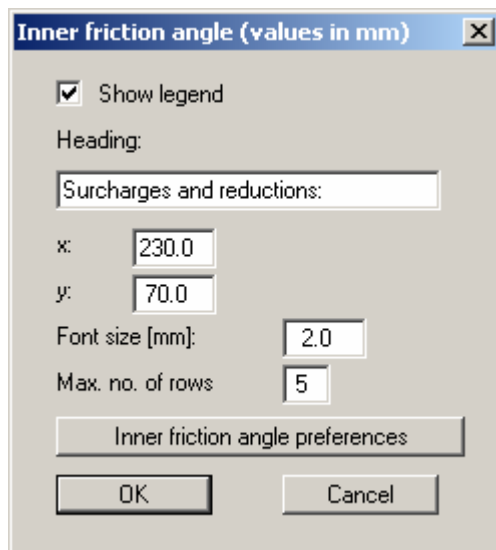 Inner friction angle (values in mm)
Show legend
Heading:
Surcharges and reductions:
x: 230.0
y: 70.0
Font size [mm]: 2.0
Max. no. of rows 5
Inner friction angle preferences
OK Cancel